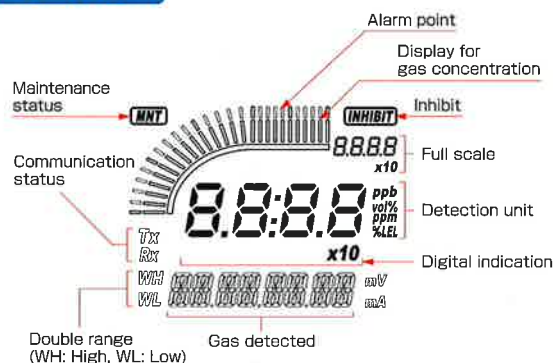 Alarm point
Display for
gas concentration
Maintenance
status
MNT
INHIBIT
Inhibit
8.8.8.8
x10
Full scale
Communication
status
8.8:8.8
ppb
vol%
ppm
%LEL
Detection unit
Tx
Rx
x10
Digital indication
WH
WL
mV
mA
Double range
(WH: High, WL: Low)
Gas detected